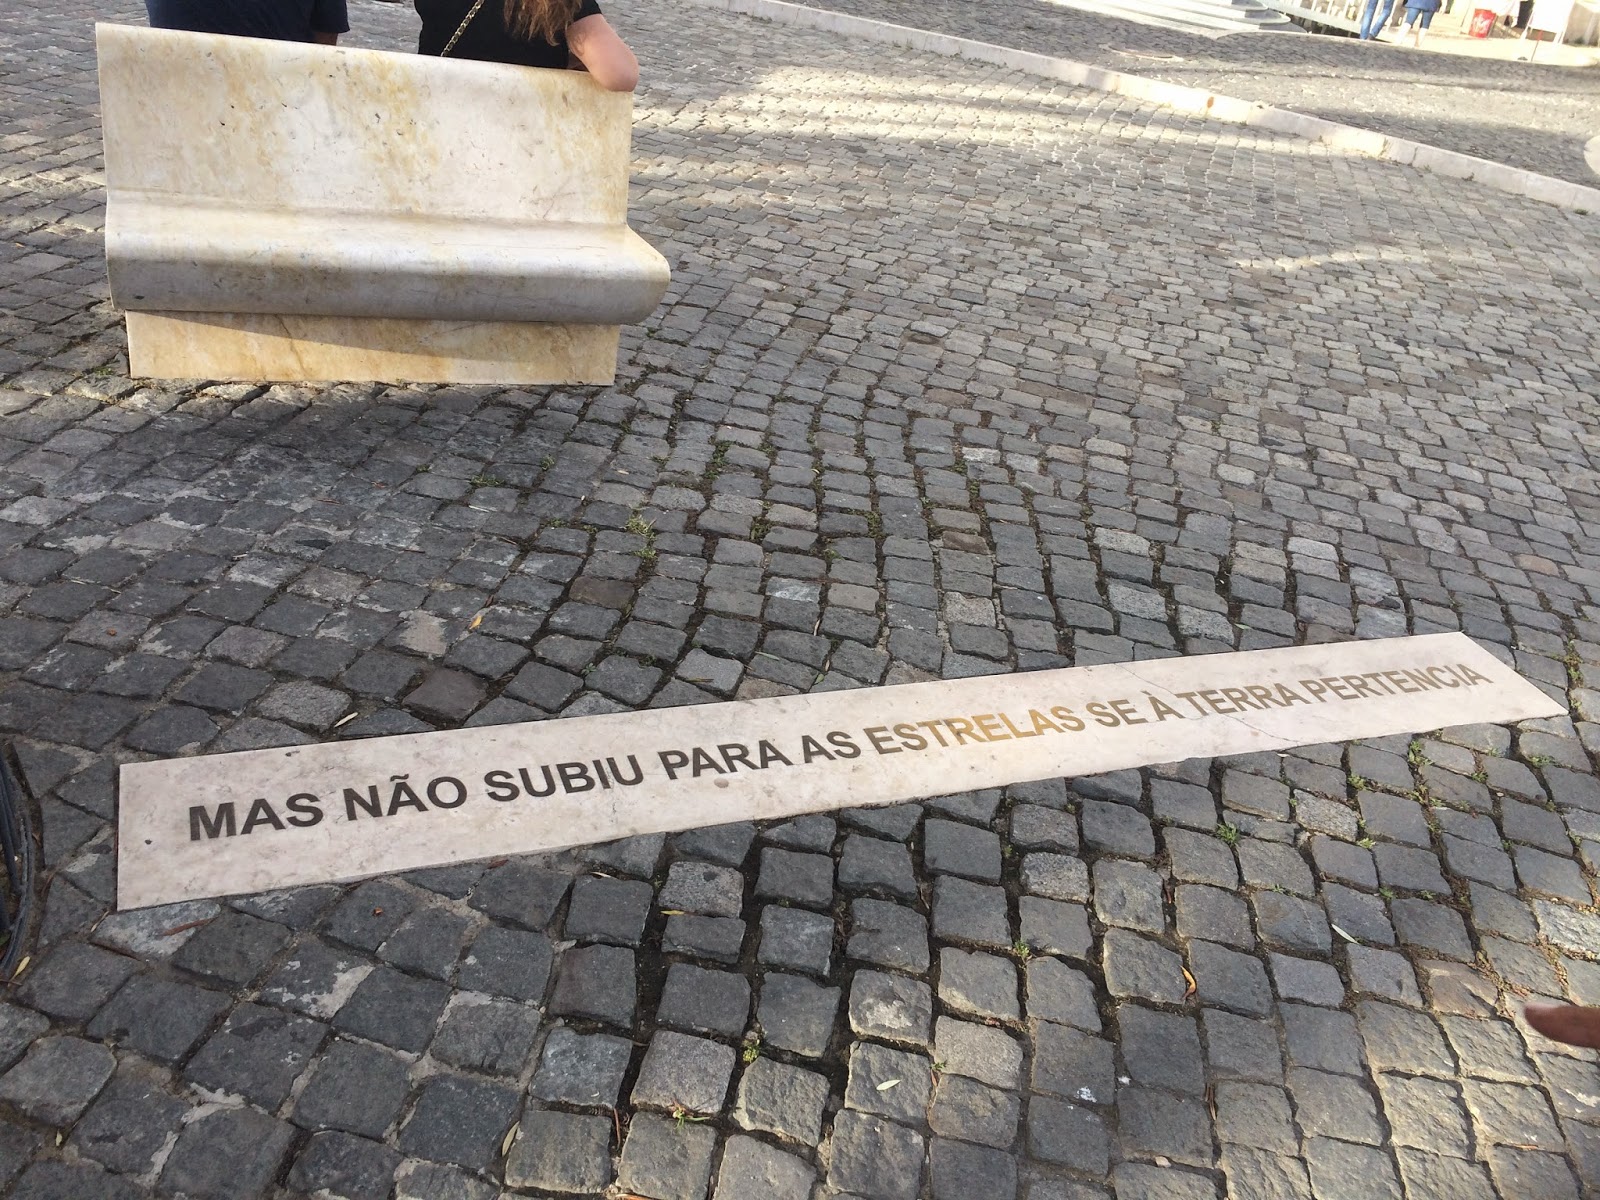 MAS NÃO SUBIU PARA AS ESTRELAS SE À TERRA PERTENCIA